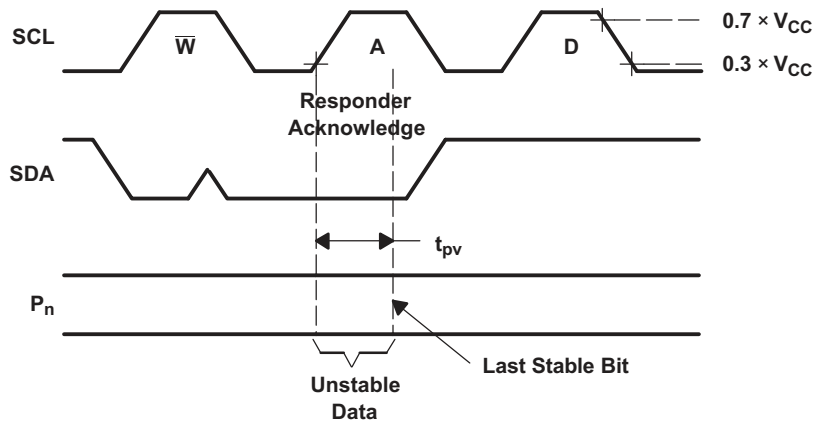 SCL
W̅
A
D
0.7 × VCC
0.3 × VCC
Responder
Acknowledge
SDA
tpv
Pn
Last Stable Bit
Unstable
Data